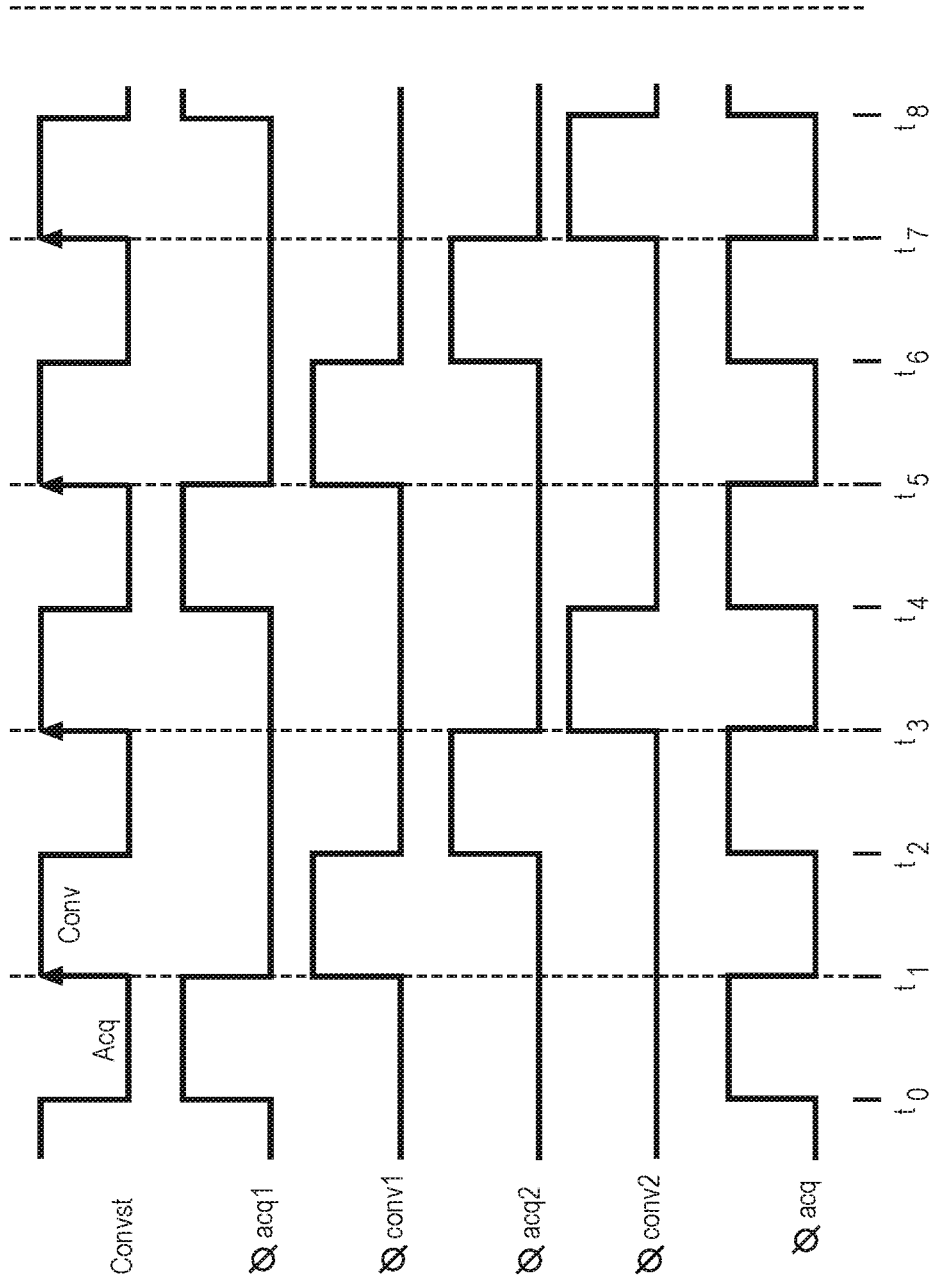 Convst
Acq
Conv
Ø acq1
Ø conv1
Ø acq2
Ø conv2
Ø acq
t0 t1 t2 t3 t4 t5 t6 t7 t8